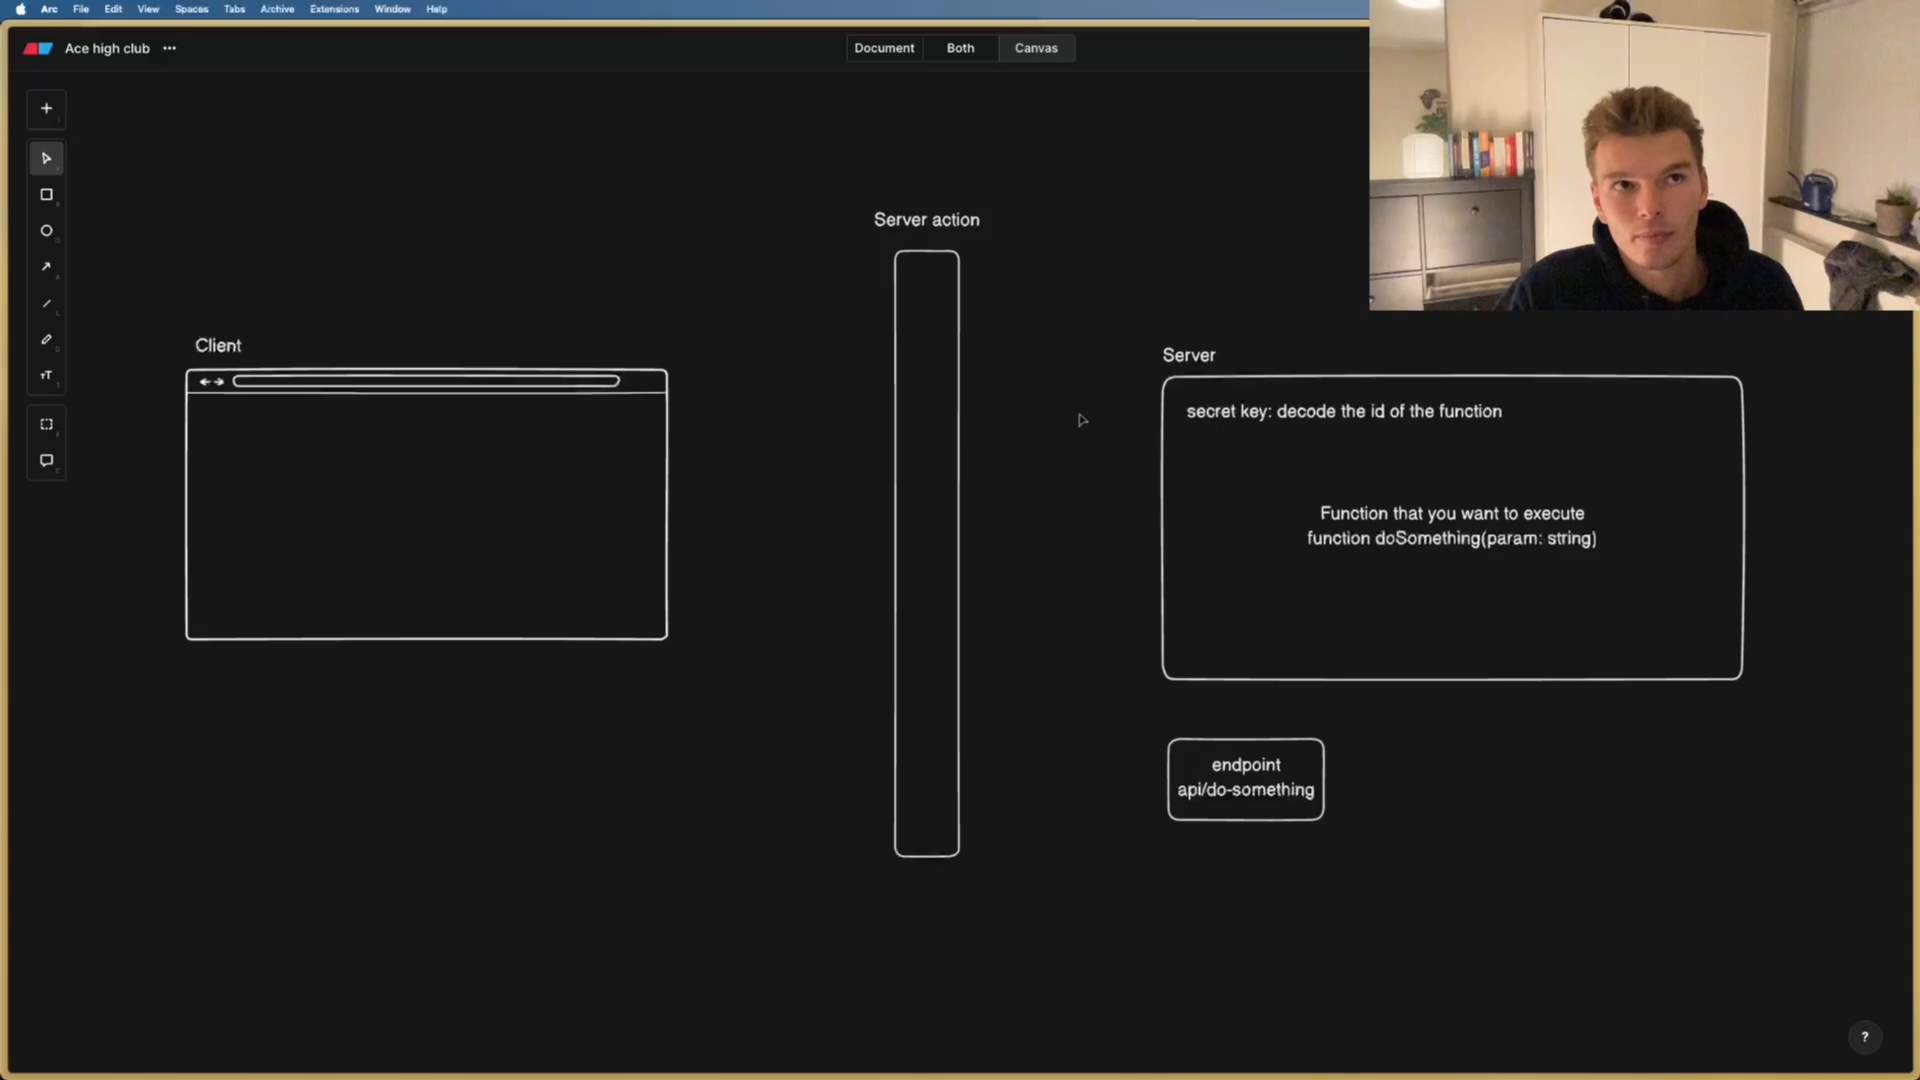 Arc File Edit View Spaces Tabs Archive Extensions Window Help
Ace high club ...
Document Both Canvas
Server action
Client
Server
secret key: decode the id of the function
Function that you want to execute
function doSomething(param: string)
endpoint
api/do-something
?